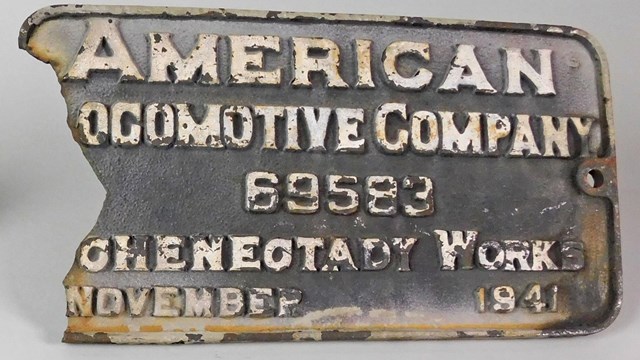 AMERICAN
OCOMOTIVE COMPANY
69583
CHENECTADY WORKS
NOVEMBER 1941